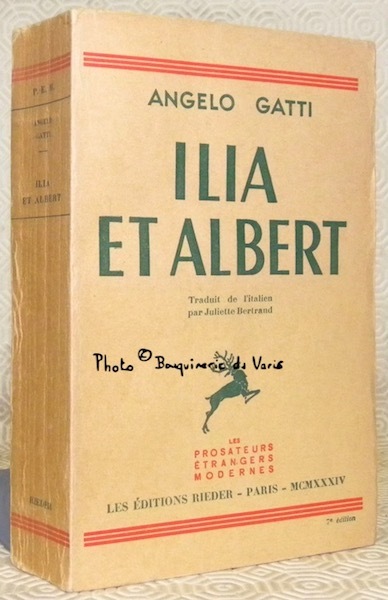 P. E. M.
ANGELO
GATTI
ILIA
ET ALBERT
RIEDER
ANGELO GATTI
ILIA
ET ALBERT
Traduit de l'italien
par Juliette Bertrand
Photo © Bouquinerie du Varis
LES
PROSATEURS
ÉTRANGERS
MODERNES
LES ÉDITIONS RIEDER - PARIS - MCMXXXIV
7e édition